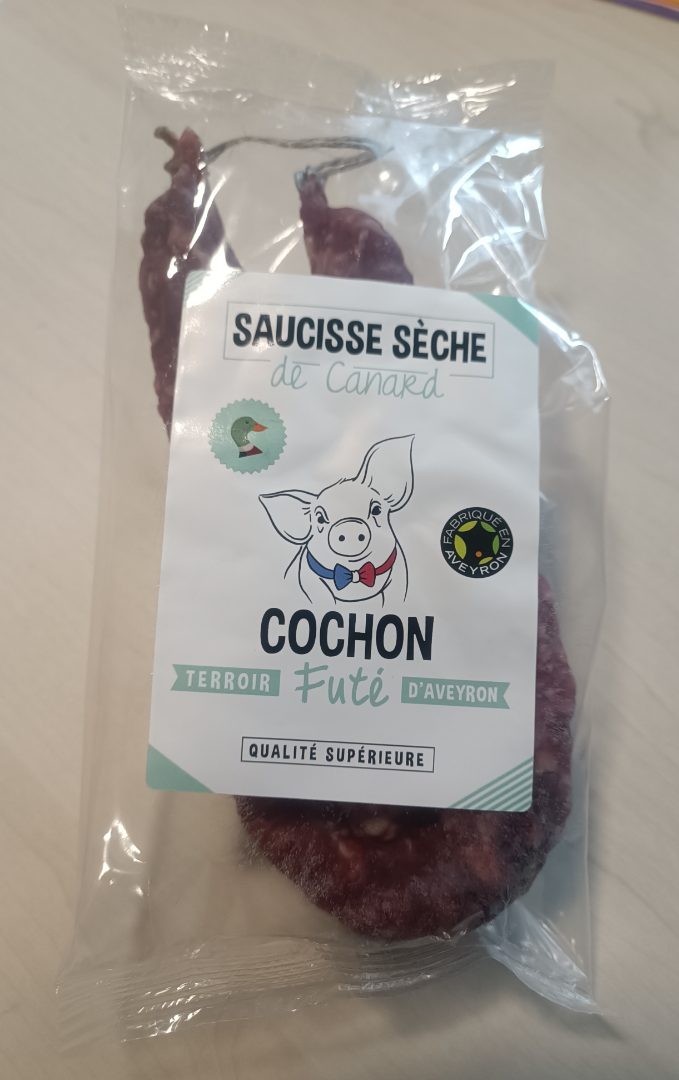 SAUCISSE SÈCHE
de Canard
FABRIQUÉ EN
AVEYRON
COCHON
TERROIR Futé D'AVEYRON
QUALITÉ SUPÉRIEURE